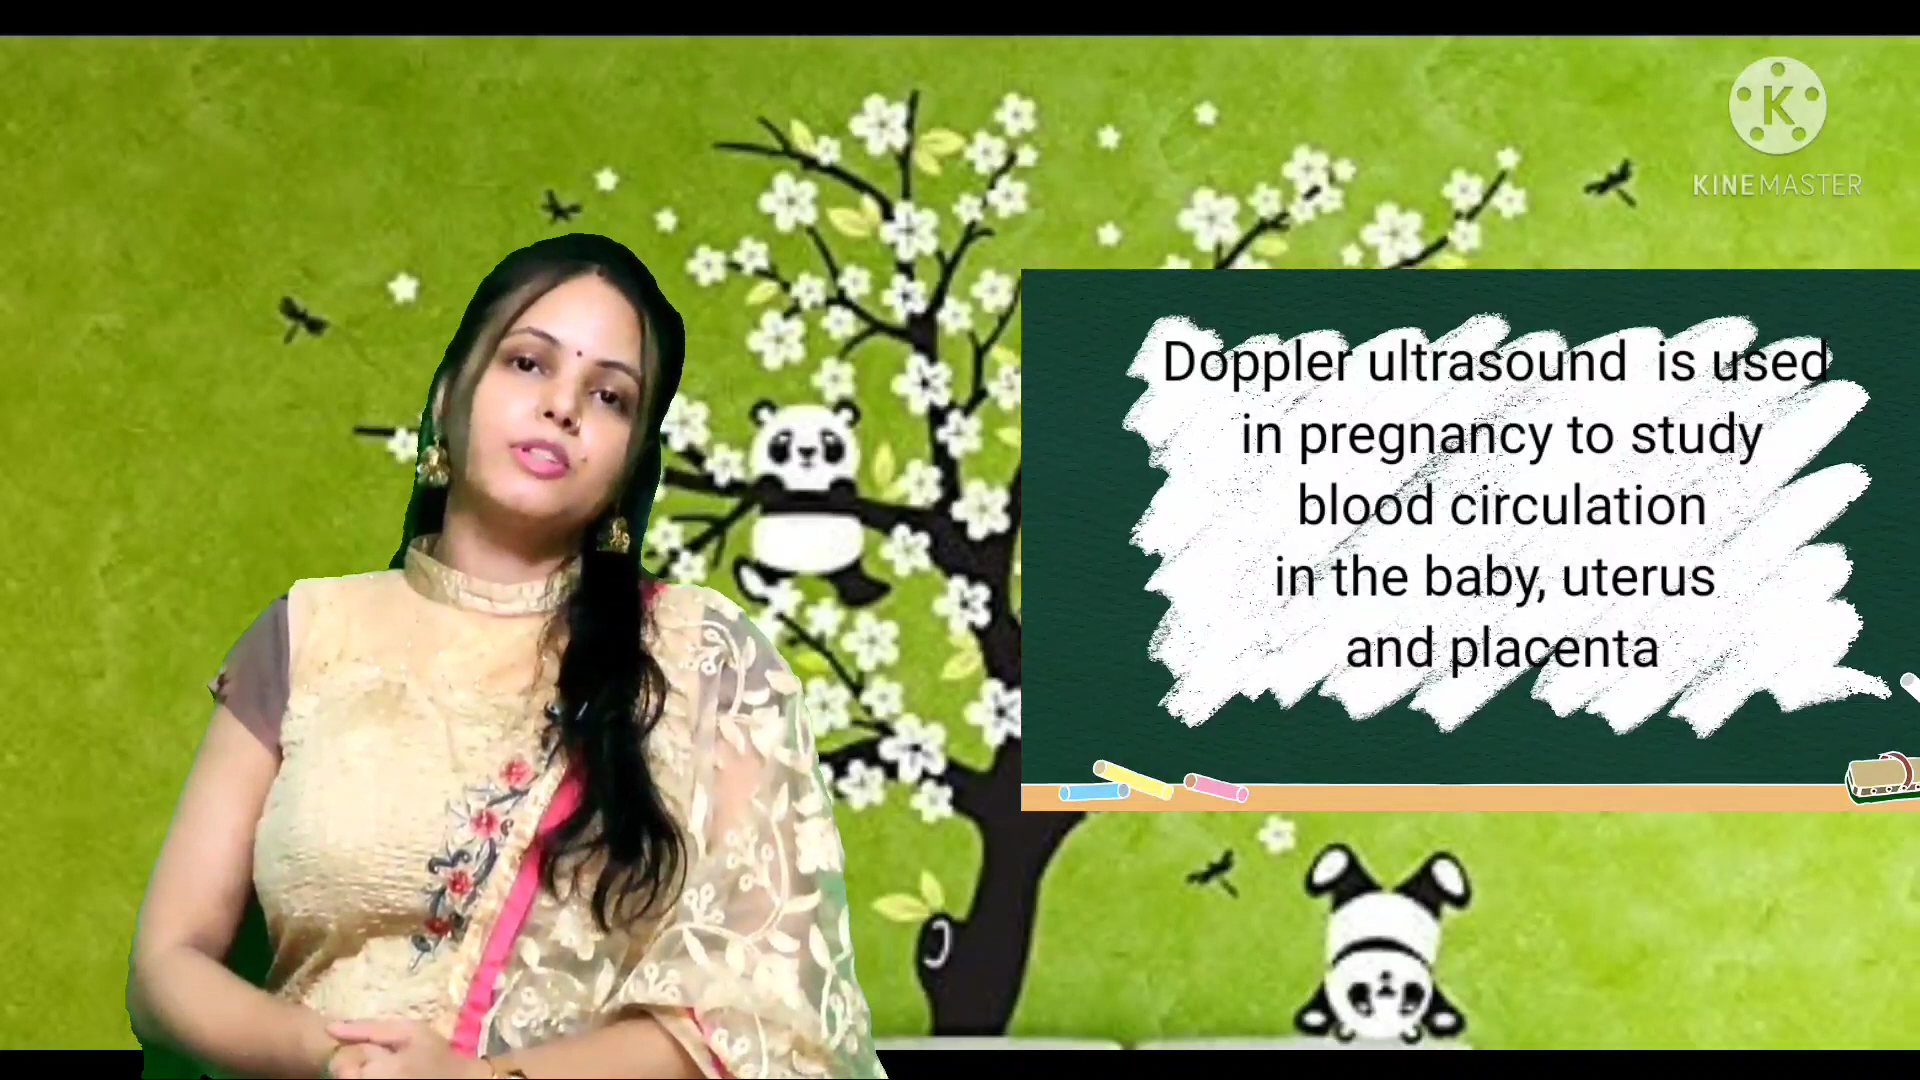 K
KINEMASTER
Doppler ultrasound is used
in pregnancy to study
blood circulation
in the baby, uterus
and placenta